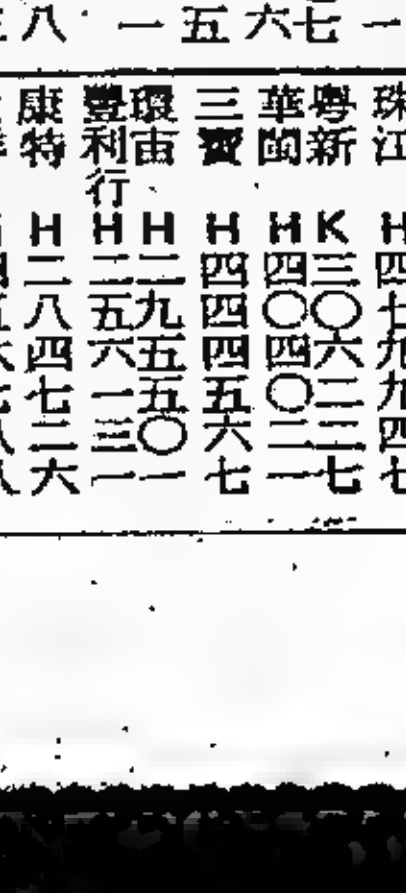 一
七
六
五
一
八
珠江 H四七九九四七
粵新 K三〇六二二七
華閩 H四〇四〇二一
三寶 H四四四五六七
環宙 H二九五五〇一
豐利行 H二五六一三一
康特 H二八四七二六